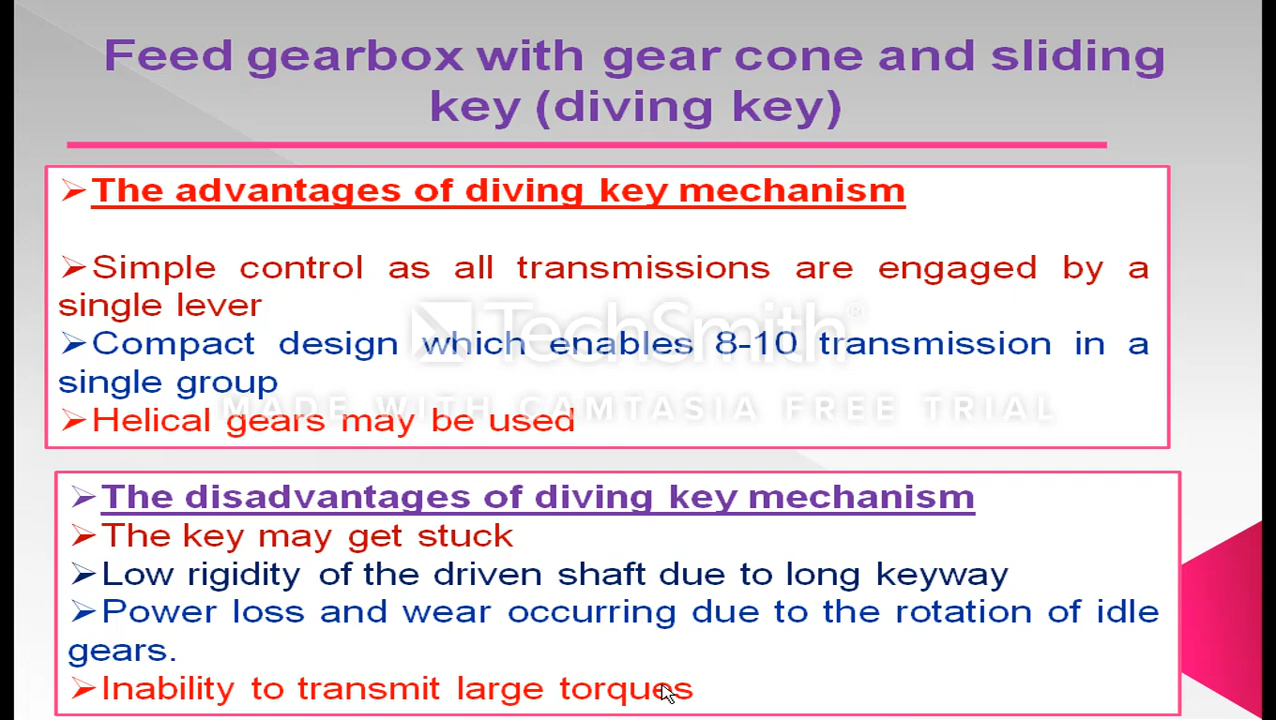 Feed gearbox with gear cone and sliding
key (diving key)
➢The advantages of diving key mechanism
➢Simple control as all transmissions are engaged by a
single lever
➢Compact design which enables 8-10 transmission in a
single group
➢Helical gears may be used
TechSmith®
MADE WITH CAMTASIA FREE TRIAL
➢The disadvantages of diving key mechanism
➢The key may get stuck
➢Low rigidity of the driven shaft due to long keyway
➢Power loss and wear occurring due to the rotation of idle
gears.
➢Inability to transmit large torques